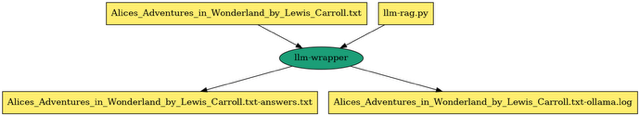 Alices_Adventures_in_Wonderland_by_Lewis_Carroll.txt
llm-rag.py
llm-wrapper
Alices_Adventures_in_Wonderland_by_Lewis_Carroll.txt-answers.txt
Alices_Adventures_in_Wonderland_by_Lewis_Carroll.txt-ollama.log